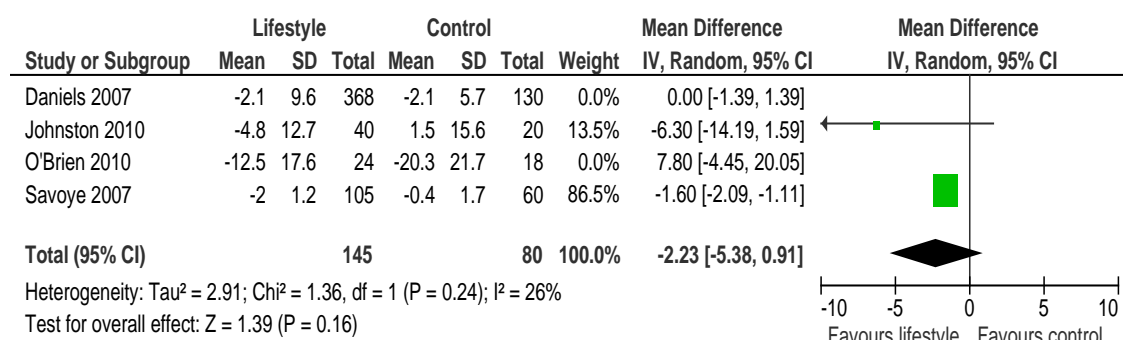 Lifestyle Control Mean Difference Mean Difference
Study or Subgroup Mean SD Total Mean SD Total Weight IV, Random, 95% CI IV, Random, 95% CI
Daniels 2007 -2.1 9.6 368 -2.1 5.7 130 0.0% 0.00 [-1.39, 1.39]
Johnston 2010 -4.8 12.7 40 1.5 15.6 20 13.5% -6.30 [-14.19, 1.59]
O'Brien 2010 -12.5 17.6 24 -20.3 21.7 18 0.0% 7.80 [-4.45, 20.05]
Savoye 2007 -2 1.2 105 -0.4 1.7 60 86.5% -1.60 [-2.09, -1.11]
Total (95% CI) 145 80 100.0% -2.23 [-5.38, 0.91]
Heterogeneity: Tau² = 2.91; Chi² = 1.36, df = 1 (P = 0.24); I² = 26%
Test for overall effect: Z = 1.39 (P = 0.16)
-10 -5 0 5 10
Favours lifestyle Favours control